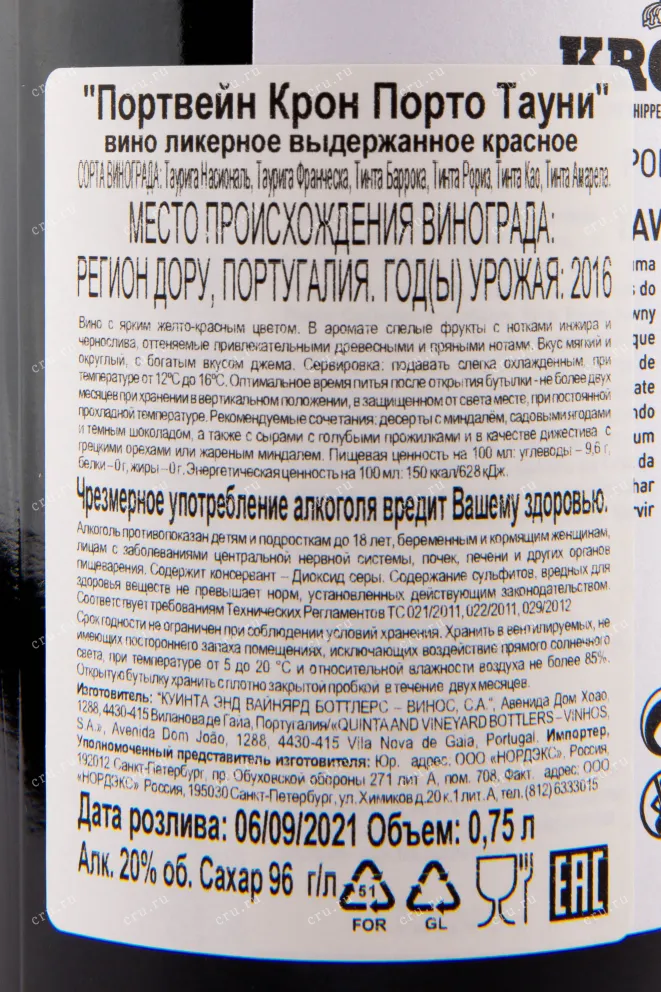 KRO
HIPPE
"Портвейн Крон Порто Тауни"
вино ликерное выдержанное красное
СОРТА ВИНОГРАДА: Таурига Насиональ, Таурига Франческа, Тинта Баррока, Тинта Рориз, Тинта Као, Тинта Амарела.
МЕСТО ПРОИСХОЖДЕНИЯ ВИНОГРАДА:
РЕГИОН ДОРУ, ПОРТУГАЛИЯ. ГОД(Ы) УРОЖАЯ: 2016
Вино с ярким желто-красным цветом. В аромате спелые фрукты с нотками инжира и
чернослива, оттеняемые привлекательными древесными и пряными нотами. Вкус мягкий и
округлый, с богатым вкусом джема. Сервировка: подавать слегка охлажденным, при
температуре от 12°C до 16°C. Оптимальное время питья после открытия бутылки - не более двух
месяцев при хранении в вертикальном положении, в защищенном от света месте, при постоянной
прохладной температуре. Рекомендуемые сочетания: десерты с миндалём, садовыми ягодами
и темным шоколадом, а также с сырами с голубыми прожилками и в качестве дижестива с
грецкими орехами или жареным миндалем. Пищевая ценность на 100 мл: углеводы – 9,6 г,
белки – 0 г, жиры – 0 г. Энергетическая ценность на 100 мл: 150 ккал/628 кДж.
Чрезмерное употребление алкоголя вредит Вашему здоровью.
Алкоголь противопоказан детям и подросткам до 18 лет, беременным и кормящим женщинам,
лицам с заболеваниями центральной нервной системы, почек, печени и других органов
пищеварения. Содержит консервант – Диоксид серы. Содержание сульфитов, вредных для
здоровья веществ не превышает норм, установленных действующим законодательством.
Соответствует требованиям Технических Регламентов ТС 021/2011, 022/2011, 029/2012
Срок годности не ограничен при соблюдении условий хранения. Хранить в вентилируемых, не
имеющих постороннего запаха помещениях, исключающих воздействие прямого солнечного
света, при температуре от 5 до 20 °C и относительной влажности воздуха не более 85%.
Открытую бутылку хранить с плотно закрытой пробкой в течение двух месяцев.
Изготовитель: "КУИНТА ЭНД ВАЙНЯРД БОТТЛЕРС – ВИНОС, С.А.", Авенида Дом Жоао,
1288, 4430-415 Виланова де Гайа, Португалия/«QUINTA AND VINEYARD BOTTLERS – VINHOS,
S.A.», Avenida Dom João, 1288, 4430-415 Vila Nova de Gaia, Portugal. Импортер,
Уполномоченный представитель изготовителя: Юр. адрес: ООО «НОРДЭКС», Россия,
192012 Санкт-Петербург, пр. Обуховской обороны 271 лит А, пом. 708, Факт. адрес: ООО
«НОРДЭКС» Россия, 195030 Санкт-Петербург, ул. Химиков д.20 к.1 лит. А, тел. (812) 6333015
Дата розлива: 06/09/2021 Объем: 0,75 л
Алк. 20% об. Сахар 96 г/л
51
FOR
GL
EAC